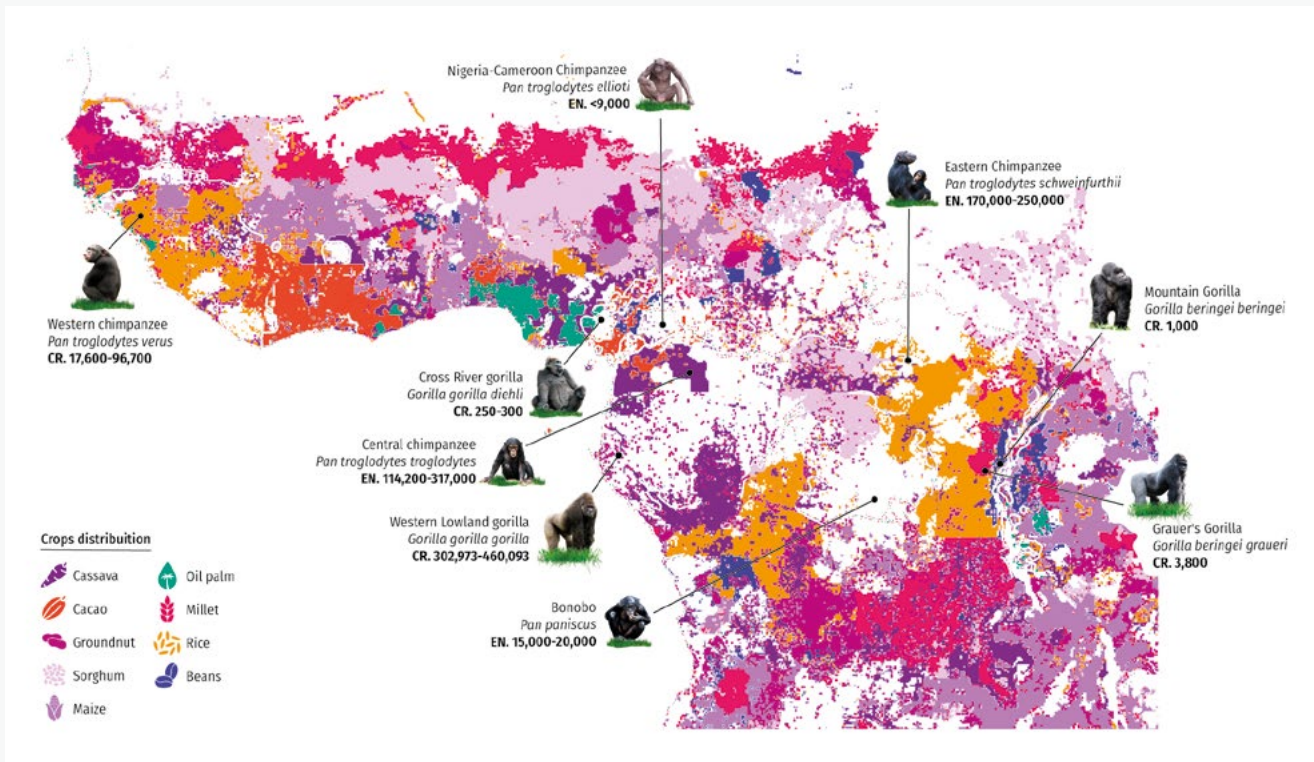 Nigeria-Cameroon Chimpanzee
Pan troglodytes ellioti
EN. <9,000
Eastern Chimpanzee
Pan troglodytes schweinfurthii
EN. 170,000-250,000
Mountain Gorilla
Gorilla beringei beringei
CR. 1,000
Western chimpanzee
Pan troglodytes verus
CR. 17,600-96,700
Cross River gorilla
Gorilla gorilla diehli
CR. 250-300
Central chimpanzee
Pan troglodytes troglodytes
EN. 114,200-317,000
Western Lowland gorilla
Gorilla gorilla gorilla
CR. 302,973-460,093
Grauer's Gorilla
Gorilla beringei graueri
CR. 3,800
Bonobo
Pan paniscus
EN. 15,000-20,000
Crops distribuition
Cassava
Oil palm
Cacao
Millet
Groundnut
Rice
Sorghum
Beans
Maize